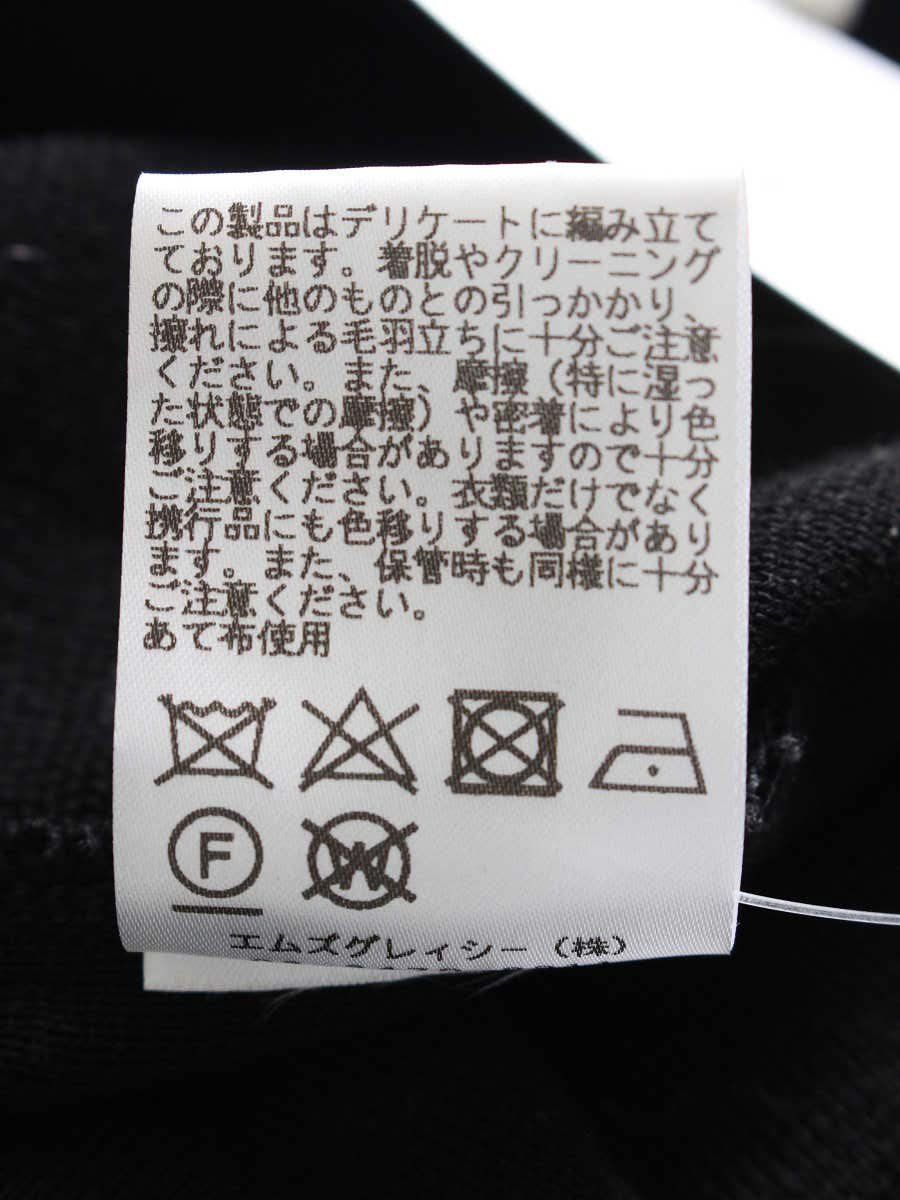 この製品はデリケートに編み立て
ております。着脱やクリーニング
の際に他のものとの引っかかり、
擦れによる毛羽立ちに十分ご注意
ください。また、摩擦（特に湿っ
た状態での摩擦）や密着により色
移りする場合がありますので十分
ご注意ください。衣類だけでなく
携行品にも色移りする場合があり
ます。また、保管時も同様に十分
ご注意ください。
あて布使用
F
W
エムズグレィシー（株）